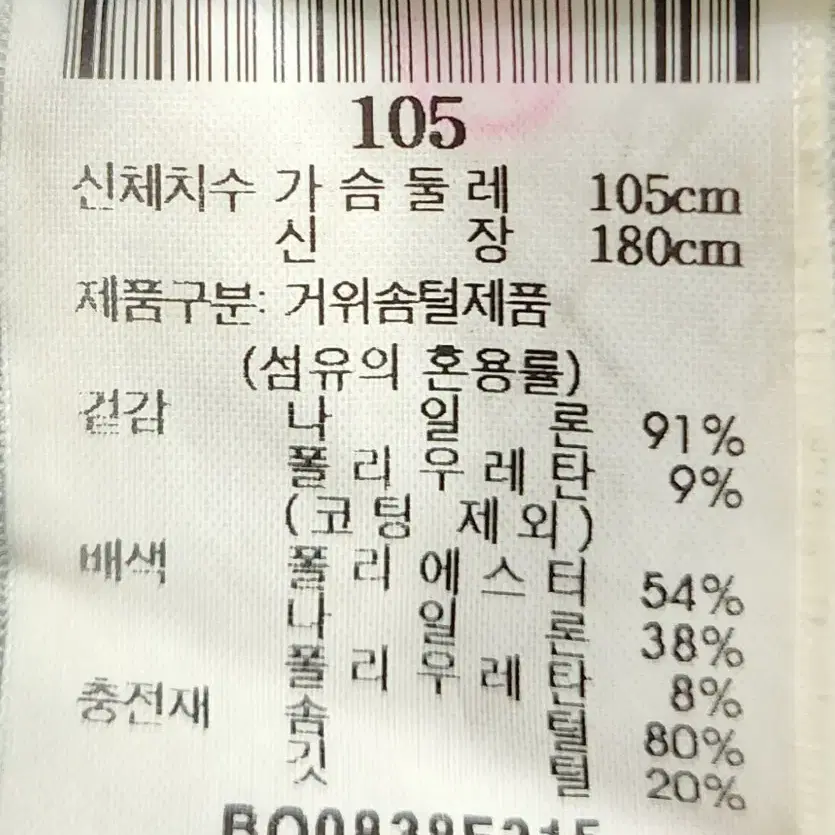 105
신체치수 가슴둘레 105cm
신장 180cm
제품구분: 거위솜털제품
(섬유의 혼용률)
겉감 나일론 91%
폴리우레탄 9%
(코팅 제외)
배색 폴리에스터 54%
나일론 38%
폴리우레탄 8%
충전재 솜털 80%
깃털 20%